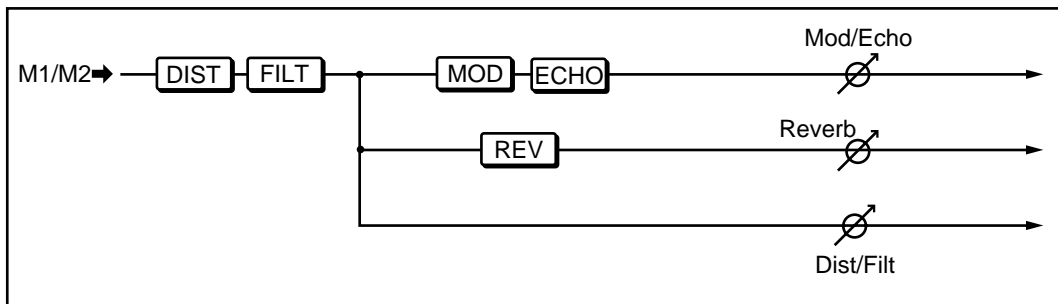 Mod/Echo
M1/M2 DIST FILT MOD ECHO
Reverb
REV
Dist/Filt